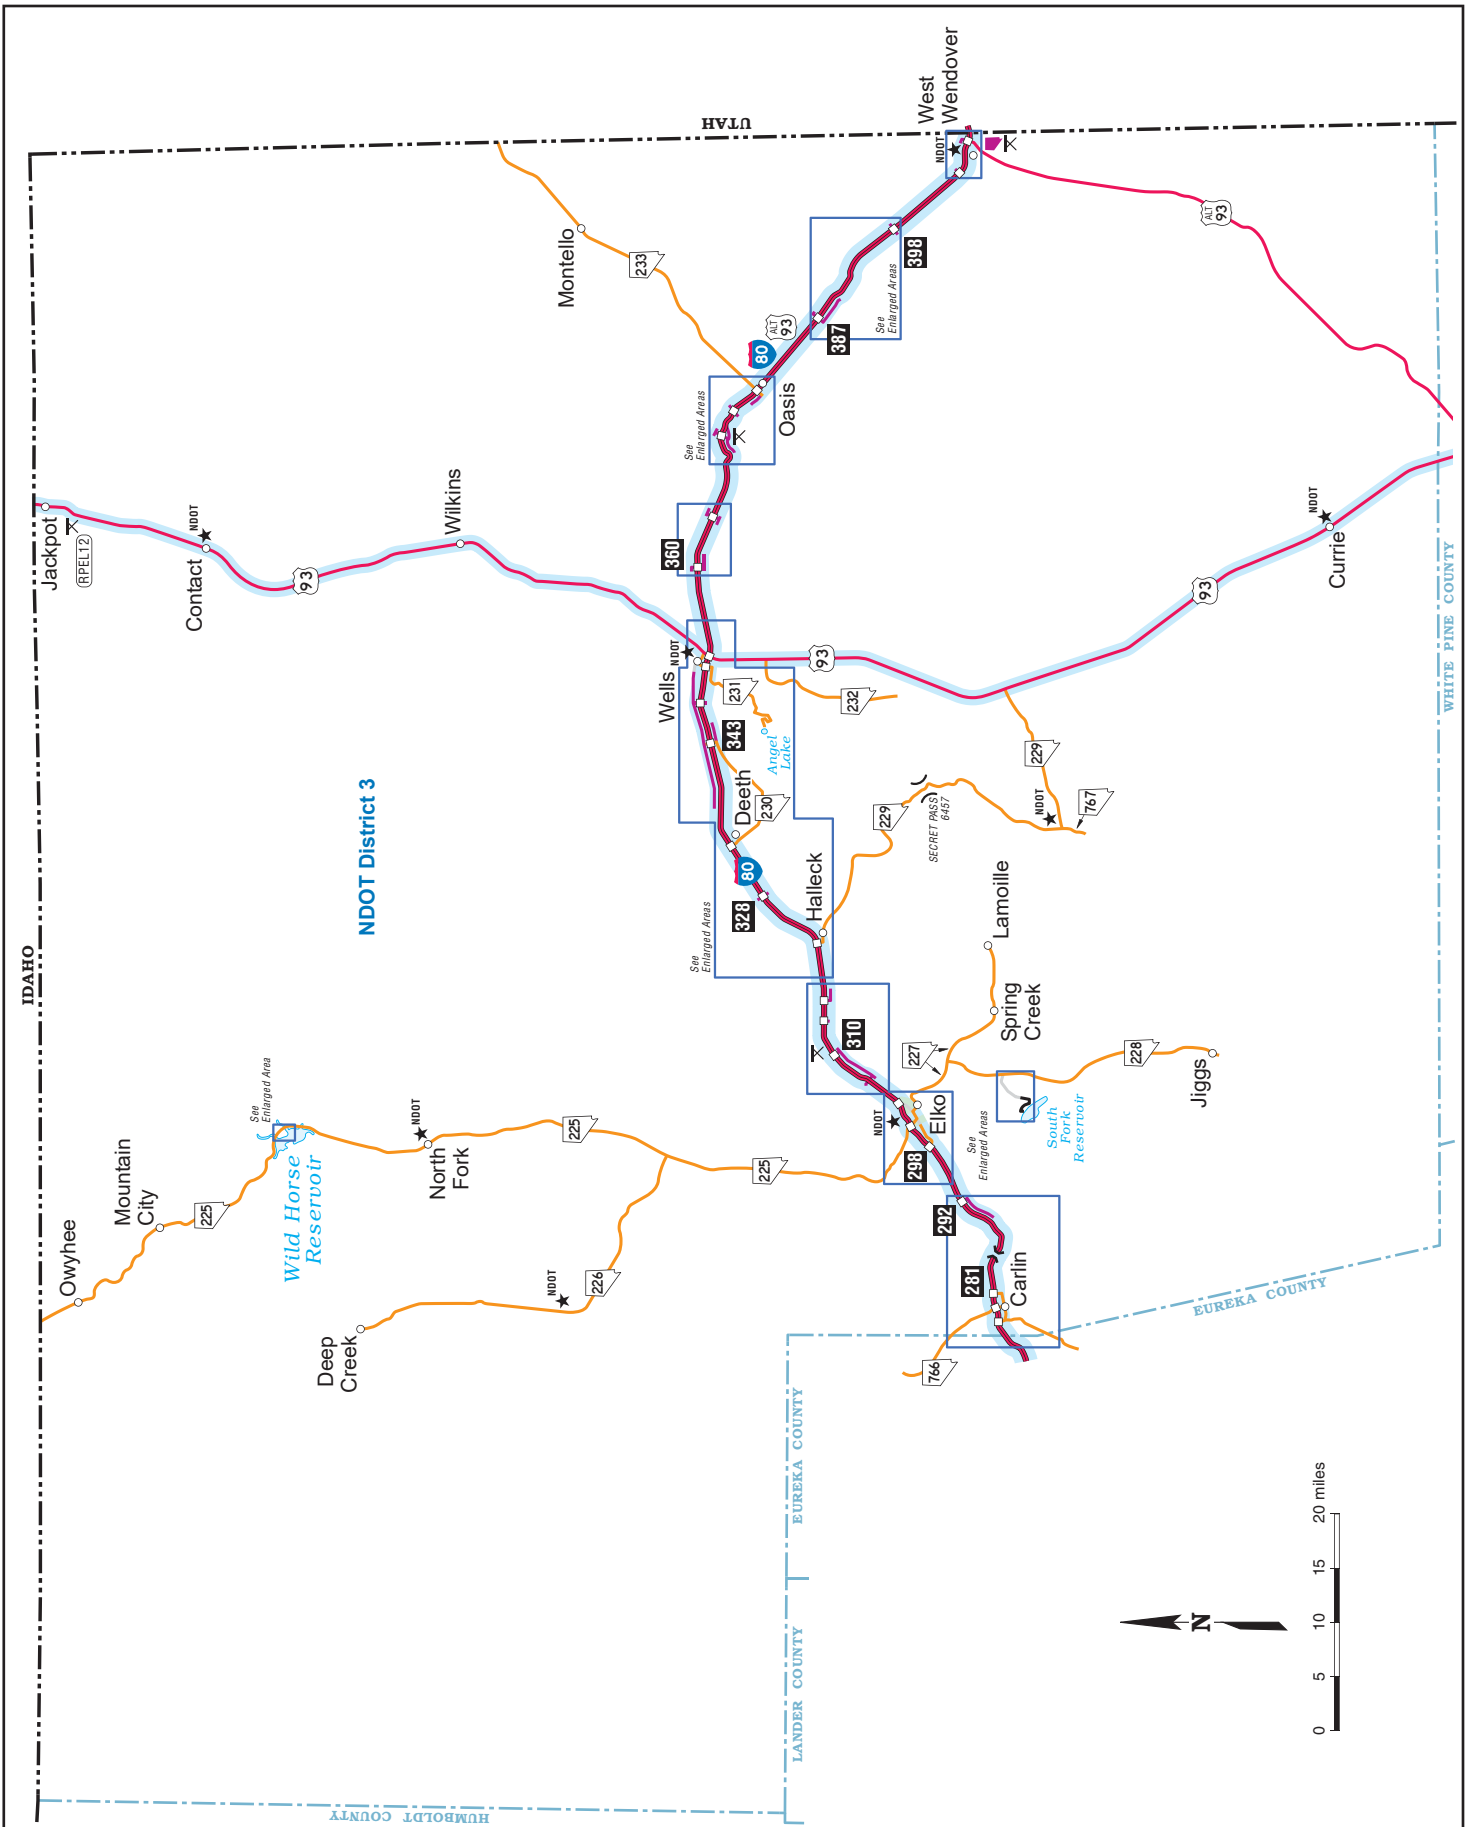 IDAHO
UTAH
Jackpot
RPEL12
Contact
NDOT
93
Wilkins
Montello
233
West
Wendover
NDOT
ALT
93
398
See
Enlarged Areas
387
ALT
93
80
Oasis
See
Enlarged Areas
360
Wells
NDOT
231
Angel
Lake
343
93
232
Deeth
230
80
328
See
Enlarged Areas
Halleck
229
SECRET PASS
6457
229
NDOT
767
93
Currie
NDOT
WHITE PINE COUNTY
NDOT District 3
Owyhee
Mountain
City
225
Wild Horse
Reservoir
See
Enlarged Area
North
Fork
NDOT
225
225
Deep
Creek
NDOT
226
310
227
Spring
Creek
Lamoille
228
Jiggs
NDOT
Elko
298
See
Enlarged Areas
South
Fork
Reservoir
292
281
Carlin
766
EUREKA COUNTY
EUREKA COUNTY
LANDER COUNTY
HUMBOLDT COUNTY
N
0 5 10 15 20 miles